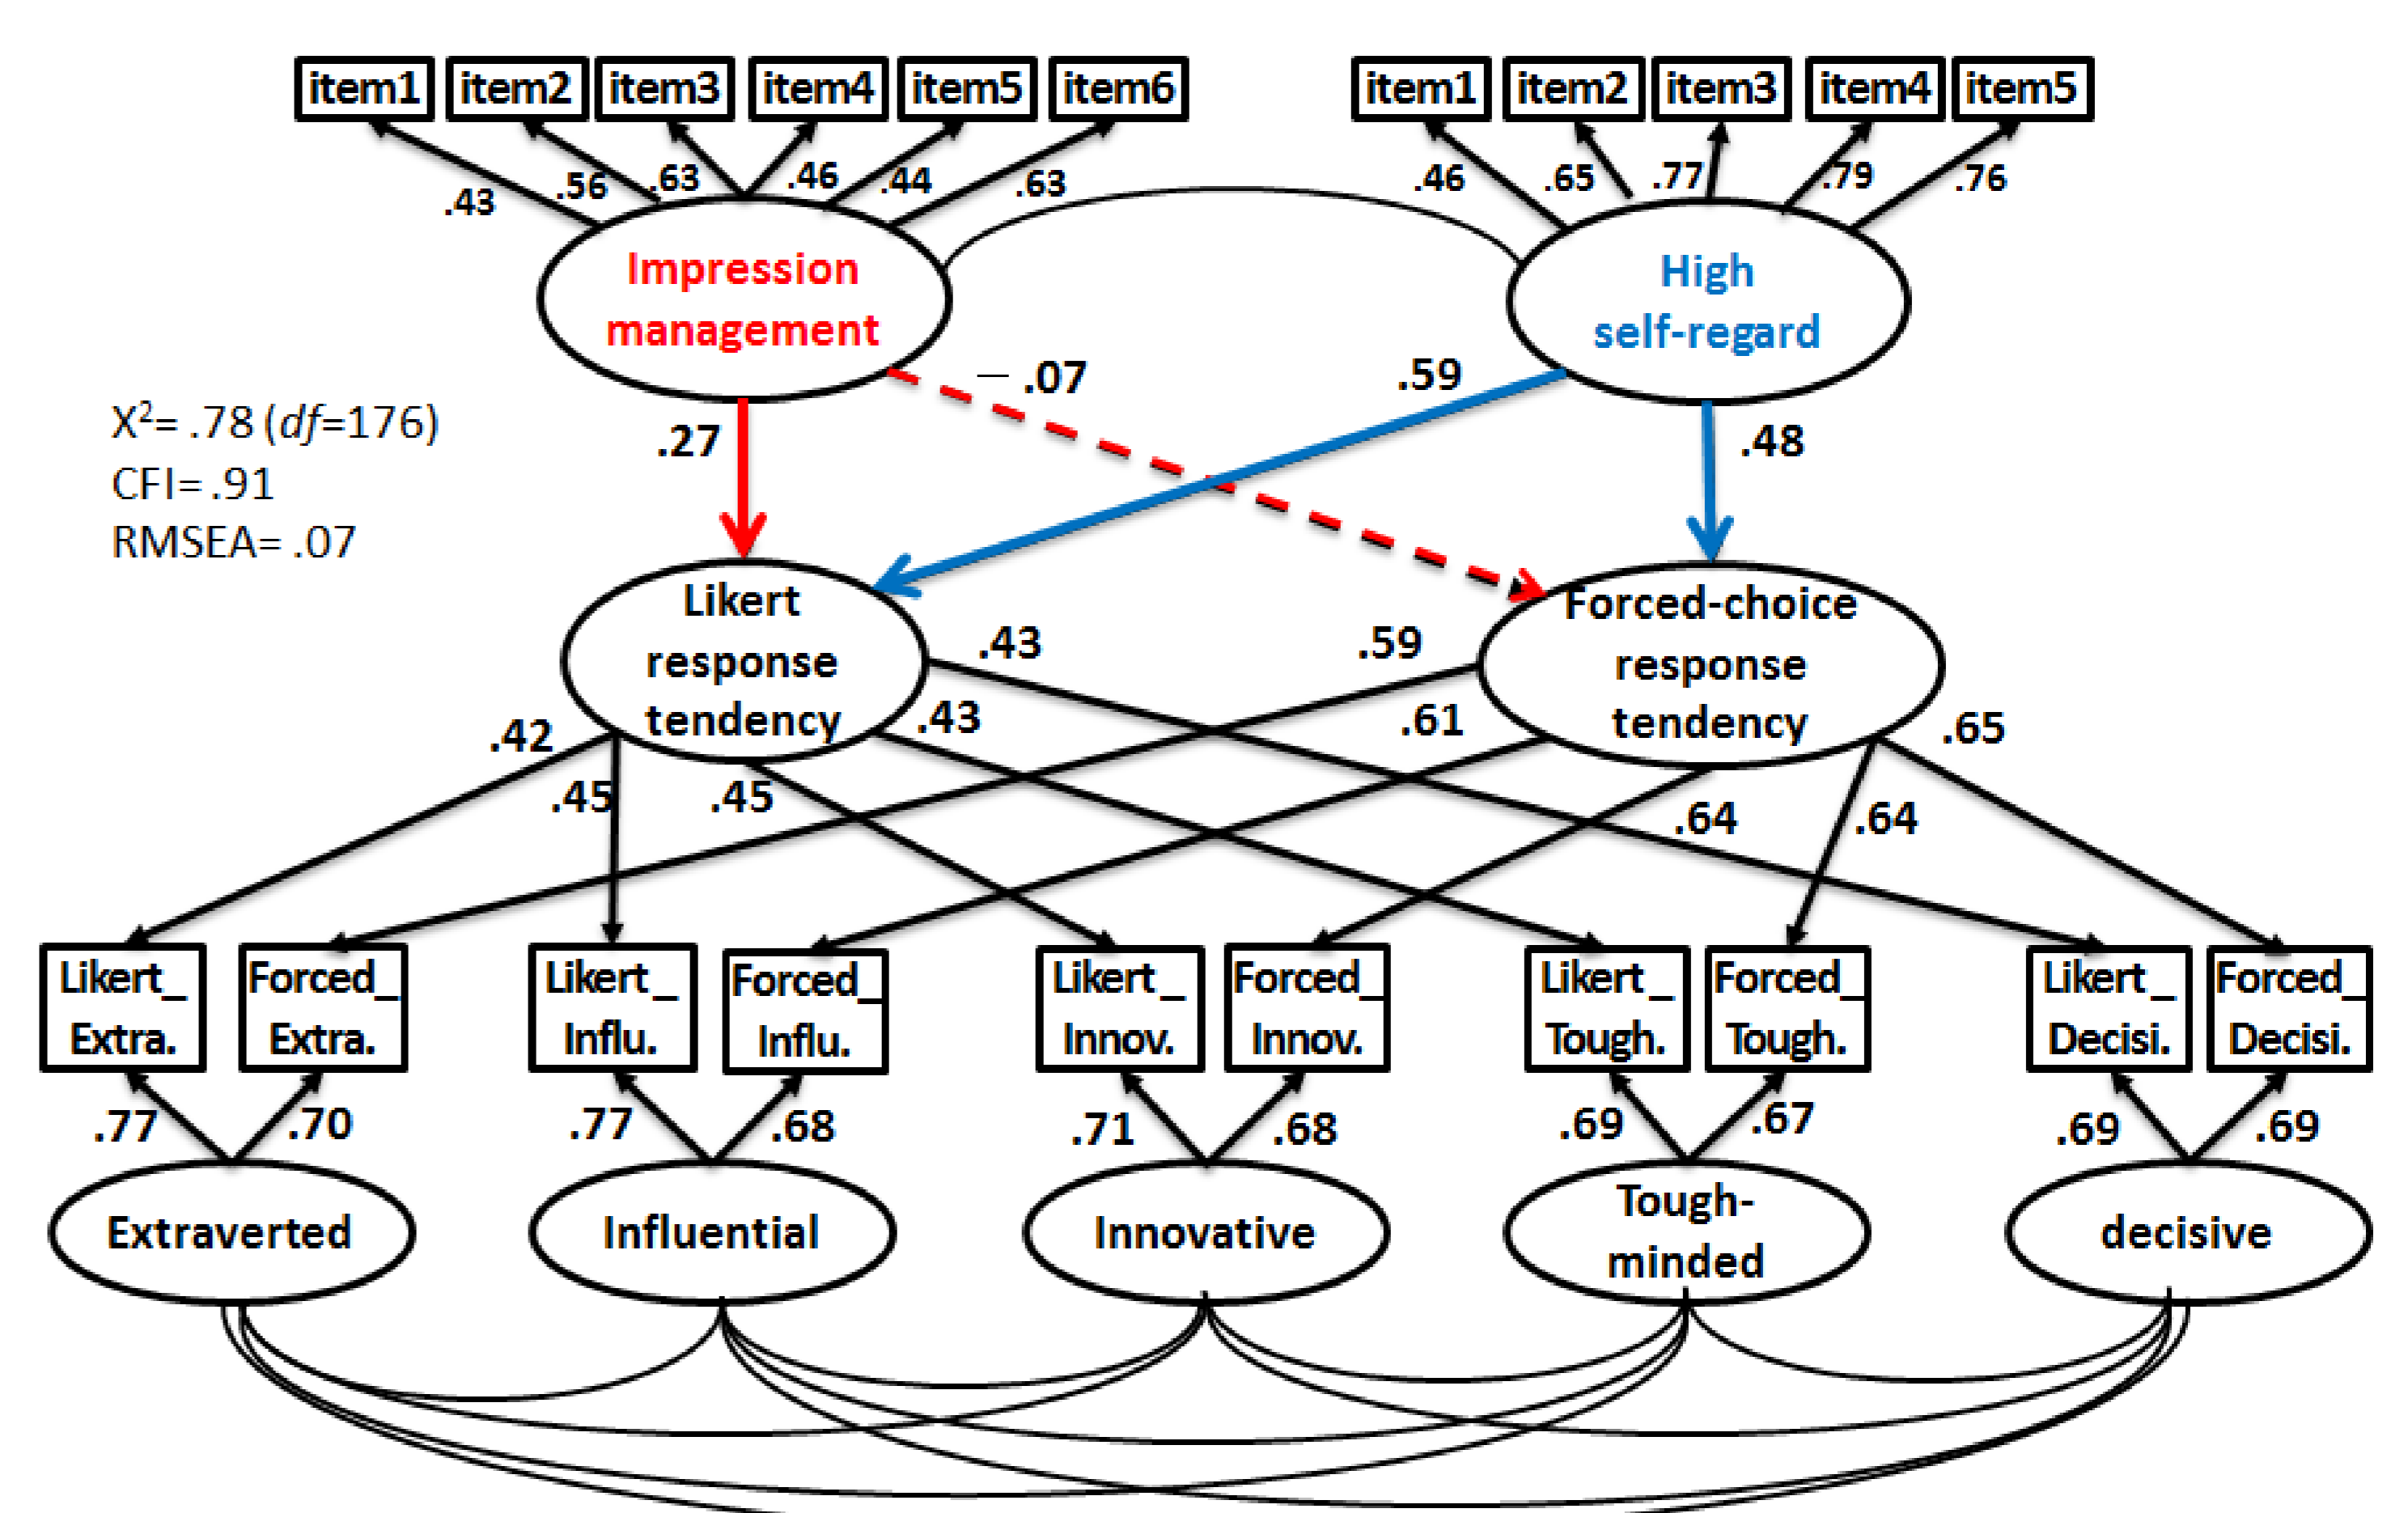 item1 item2 item3 item4 item5 item6 item1 item2 item3 item4 item5
.43 .56 .63 .46 .44 .63 .46 .65 .77 .79 .76
Impression
management
High
self-regard
– .07 .59
.27 .48
X²= .78 (df=176)
CFI= .91
RMSEA= .07
Likert
response
tendency
Forced-choice
response
tendency
.43 .59
.42 .43 .61 .65
.45 .45 .64 .64
Likert_
Extra.
Forced_
Extra.
Likert_
Influ.
Forced_
Influ.
Likert_
Innov.
Forced_
Innov.
Likert_
Tough.
Forced_
Tough.
Likert_
Decisi.
Forced_
Decisi.
.77 .70 .77 .68 .71 .68 .69 .67 .69 .69
Extraverted
Influential
Innovative
Tough-
minded
decisive